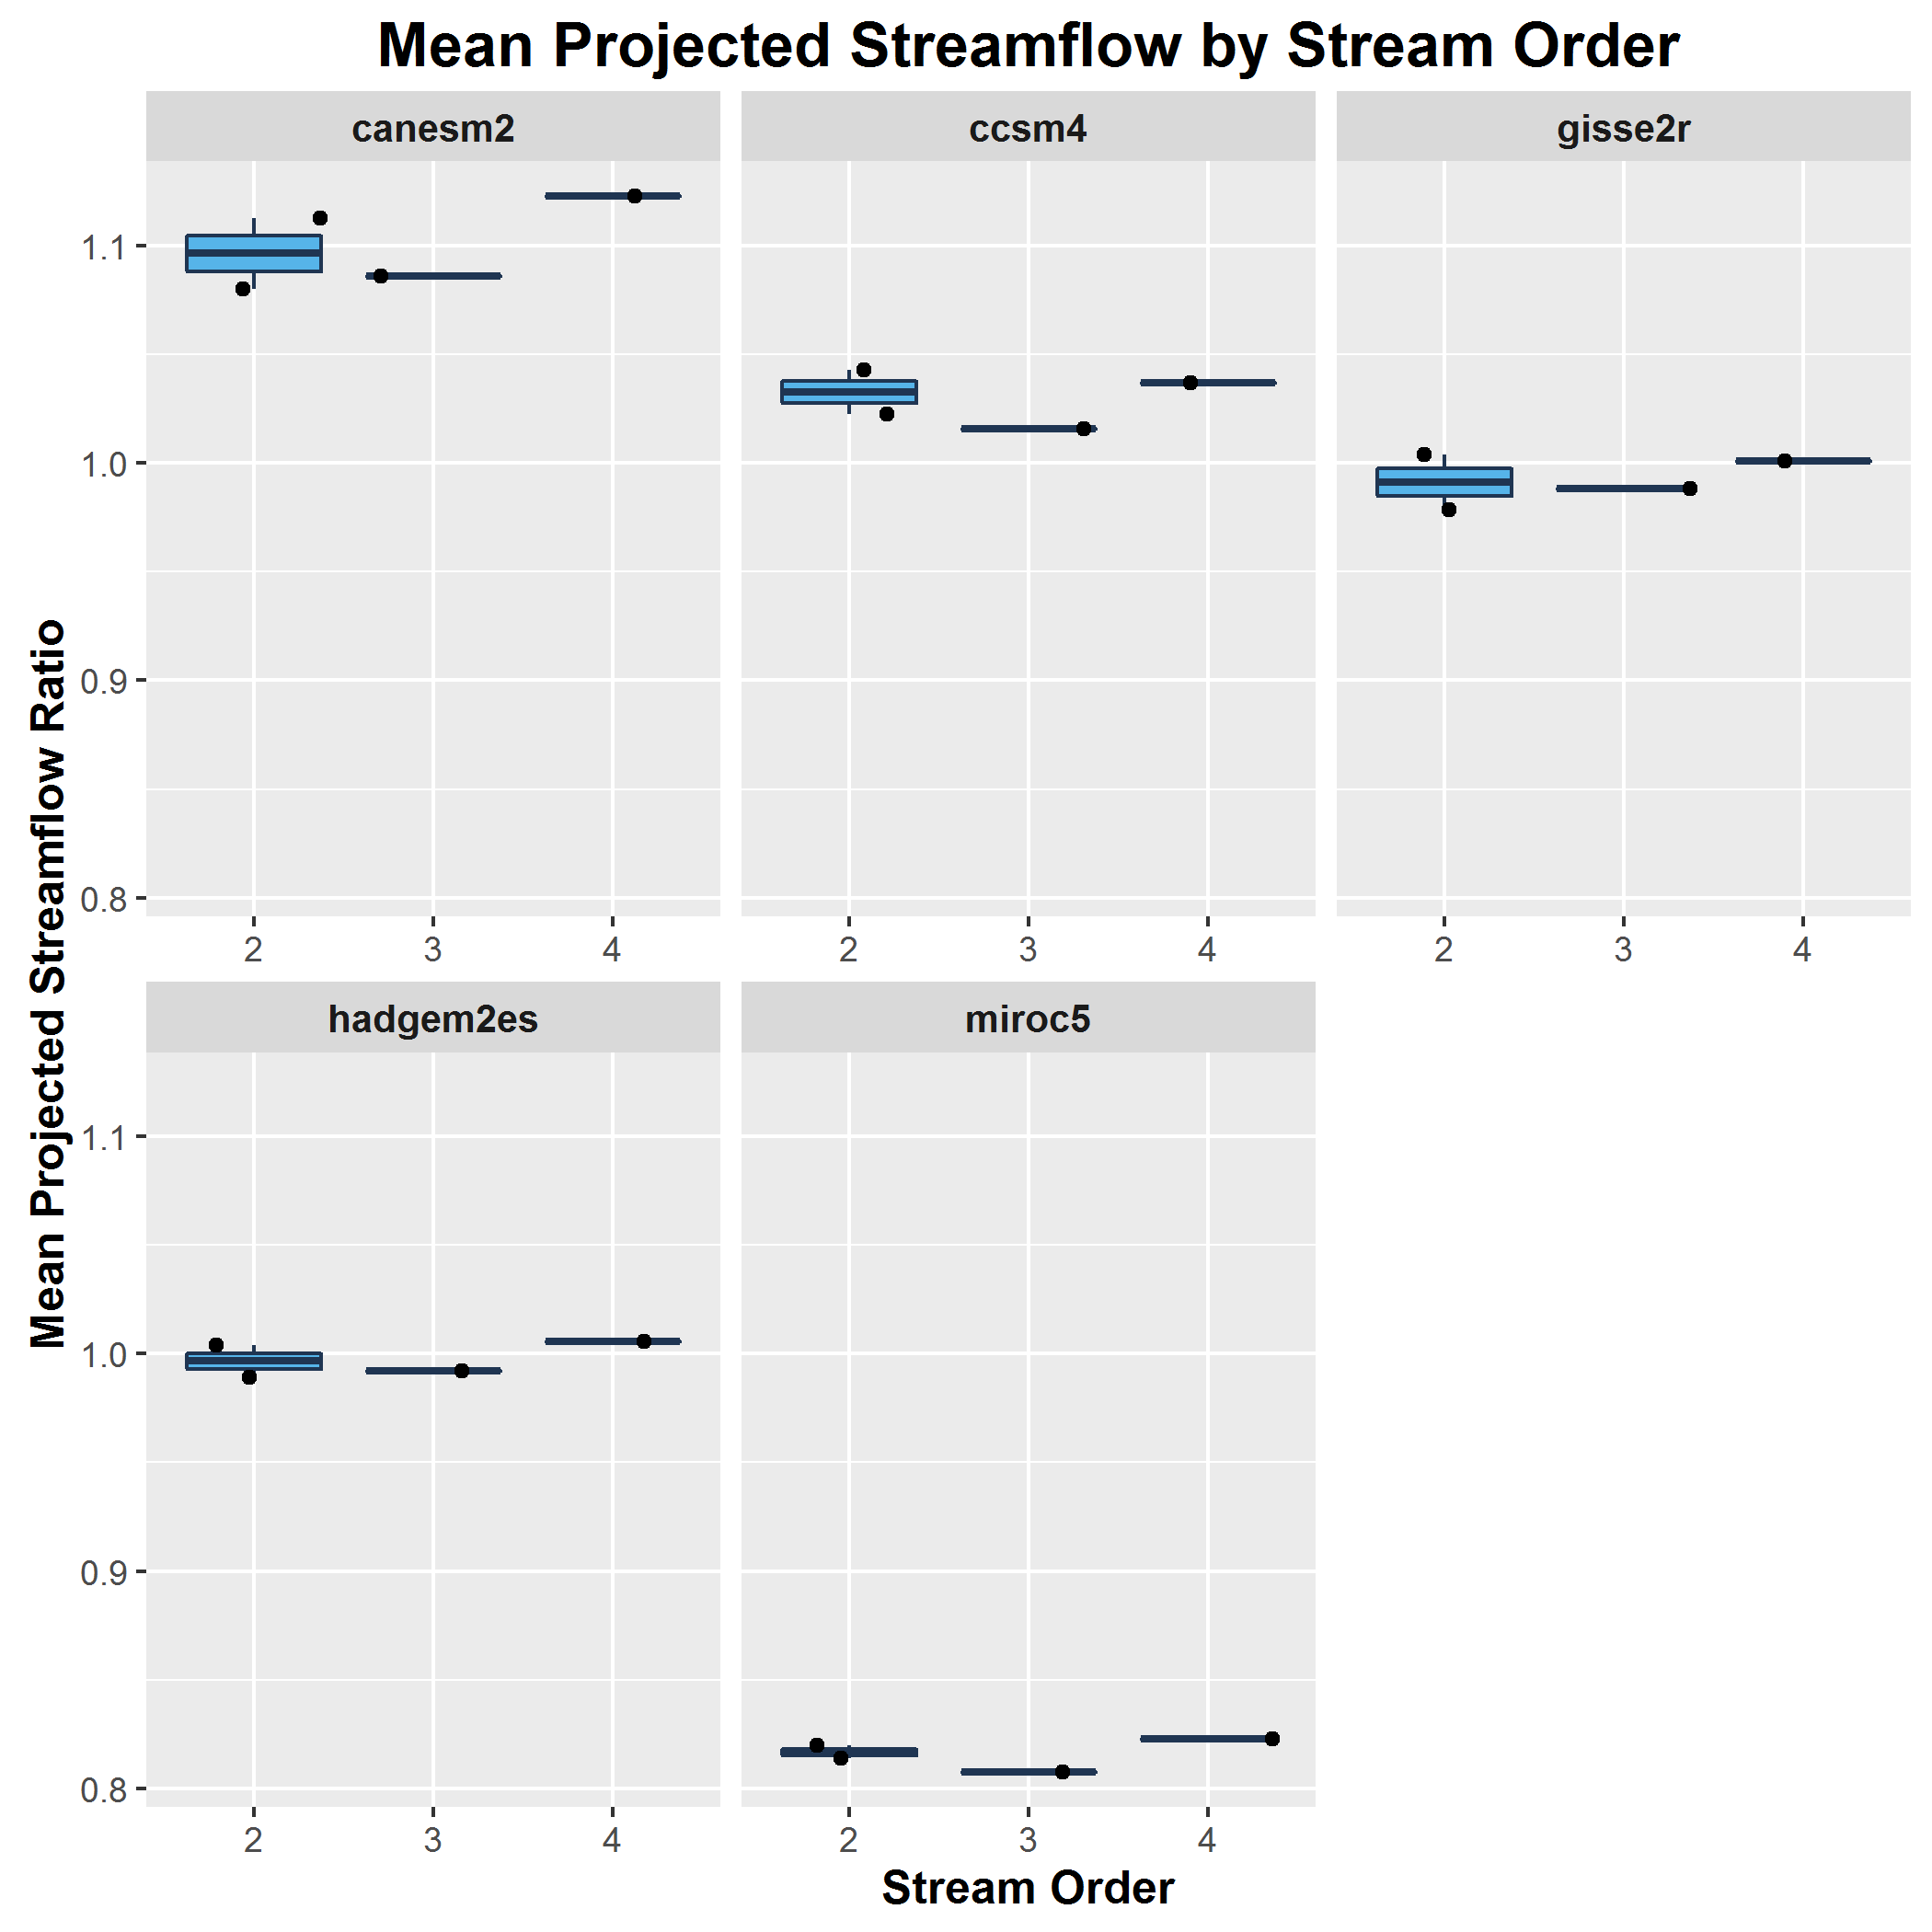 Mean Projected Streamflow by Stream Order
canesm2
ccsm4
gisse2r
1.1
1.0
0.9
0.8
2 3 4
2 3 4
2 3 4
Mean Projected Streamflow Ratio
hadgem2es
miroc5
1.1
1.0
0.9
0.8
2 3 4
2 3 4
Stream Order